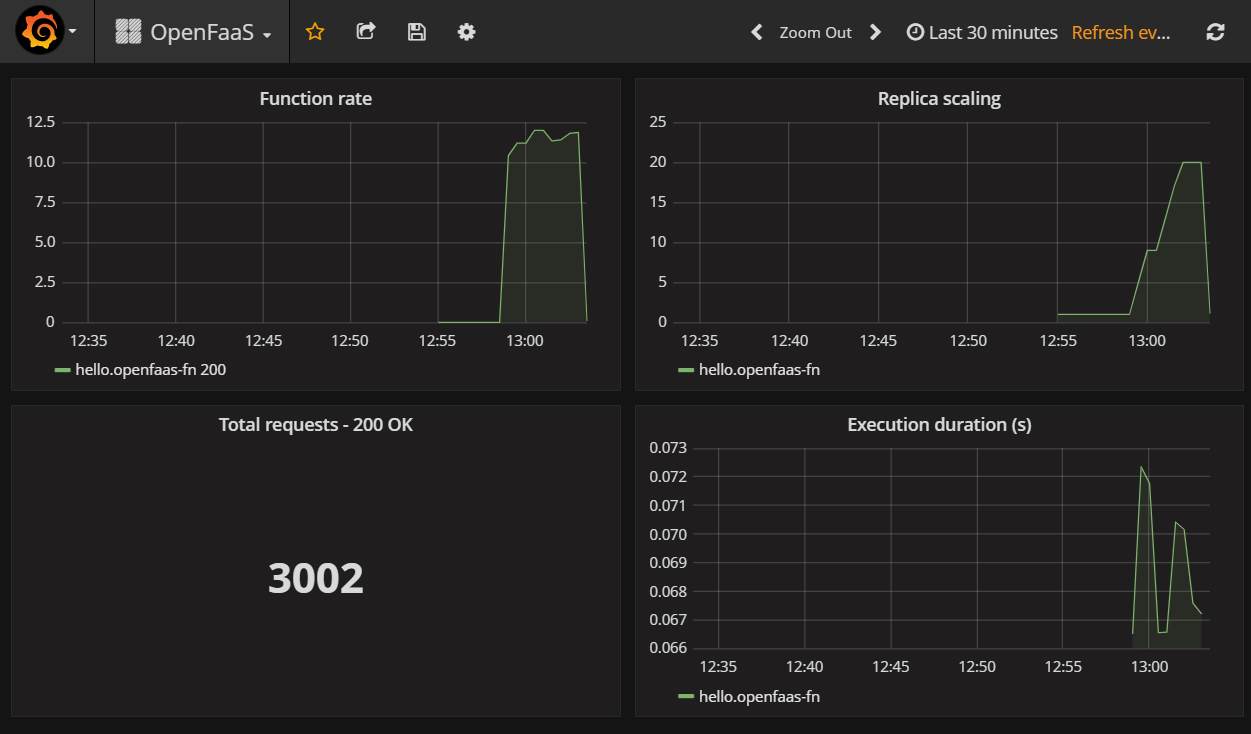 OpenFaaS
Zoom Out
Last 30 minutes
Refresh ev...
Function rate
12.5
10.0
7.5
5.0
2.5
0
12:35 12:40 12:45 12:50 12:55 13:00
hello.openfaas-fn 200
Replica scaling
25
20
15
10
5
0
12:35 12:40 12:45 12:50 12:55 13:00
hello.openfaas-fn
Total requests - 200 OK
3002
Execution duration (s)
0.073
0.072
0.071
0.070
0.069
0.068
0.067
0.066
12:35 12:40 12:45 12:50 12:55 13:00
hello.openfaas-fn